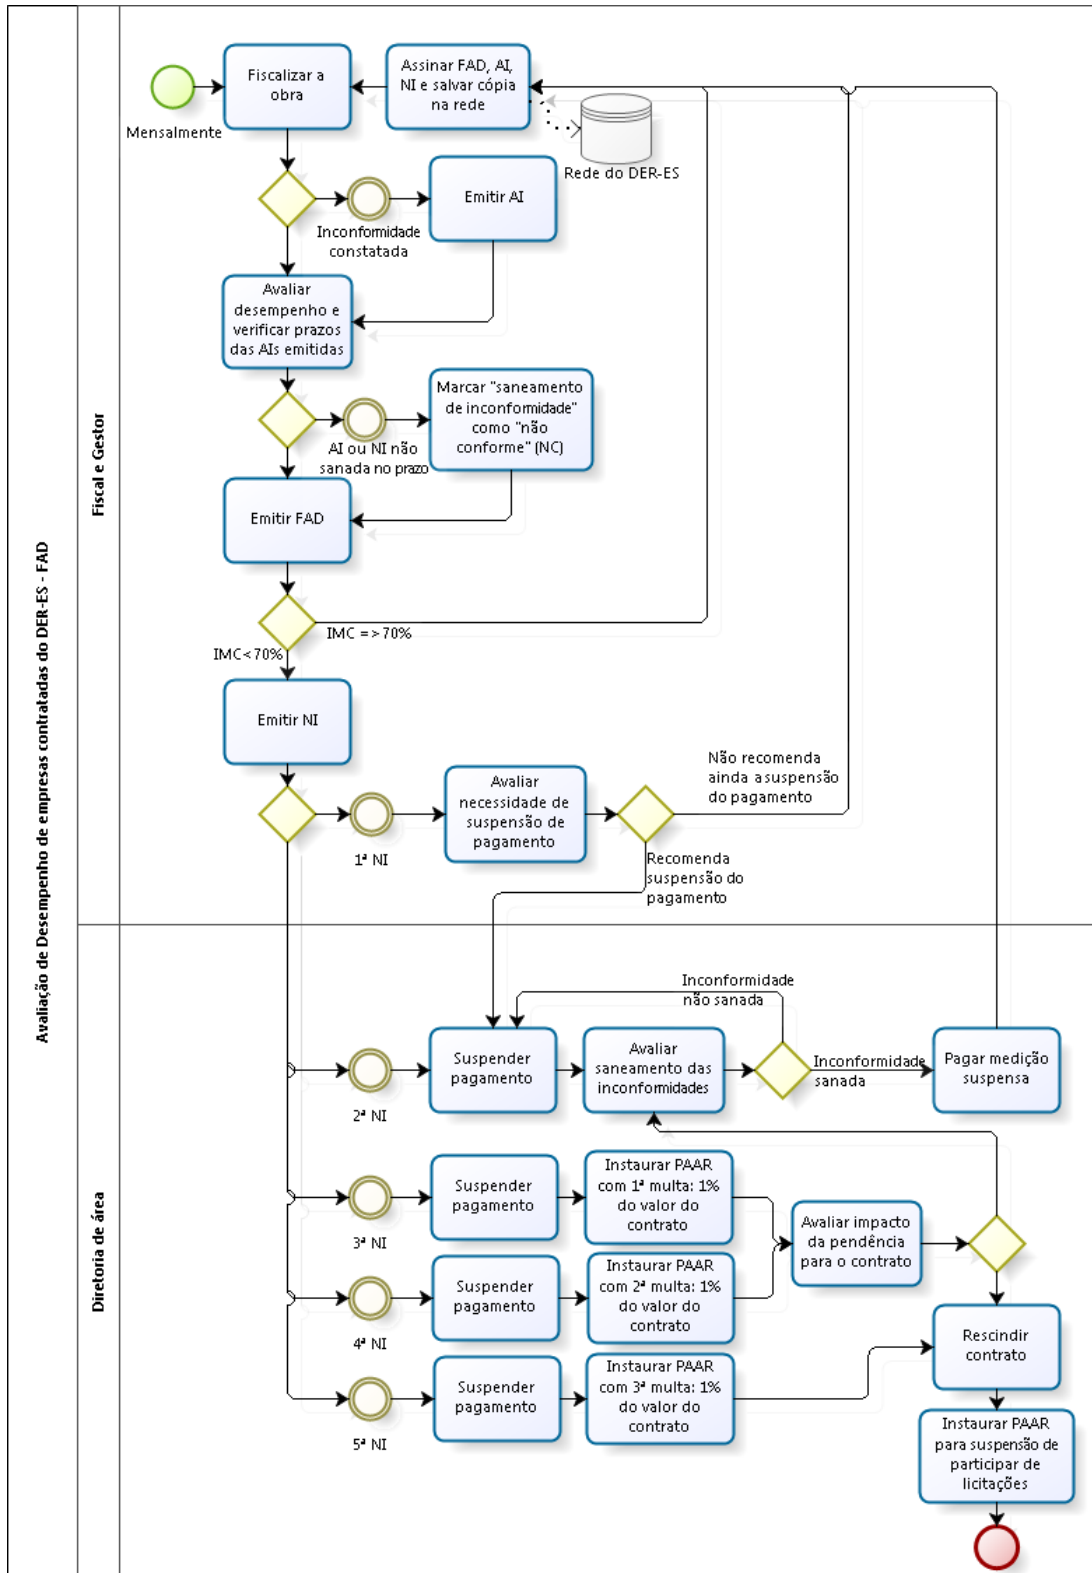 Avaliação de Desempenho de empresas contratadas do DER-ES - FAD
Fiscal e Gestor
Mensalmente
Fiscalizar a
obra
Assinar FAD, AI,
NI e salvar cópia
na rede
Rede do DER-ES
Inconformidade
constatada
Emitir AI
Avaliar
desempenho e
verificar prazos
das AIs emitidas
AI ou NI não
sanada no prazo
Marcar "saneamento
de inconformidade"
como "não
conforme" (NC)
Emitir FAD
IMC =>70%
IMC<70%
Emitir NI
1ª NI
Avaliar
necessidade de
suspensão de
pagamento
Não recomenda
ainda a suspensão
do pagamento
Recomenda
suspensão do
pagamento
Diretoria de área
2ª NI
Suspender
pagamento
Avaliar
saneamento das
inconformidades
Inconformidade
não sanada
Inconformidade
sanada
Pagar medição
suspensa
3ª NI
Suspender
pagamento
Instaurar PAAR
com 1ª multa: 1%
do valor do
contrato
Avaliar impacto
da pendência
para o contrato
4ª NI
Suspender
pagamento
Instaurar PAAR
com 2ª multa: 1%
do valor do
contrato
Rescindir
contrato
5ª NI
Suspender
pagamento
Instaurar PAAR
com 3ª multa: 1%
do valor do
contrato
Instaurar PAAR
para suspensão de
participar de
licitações